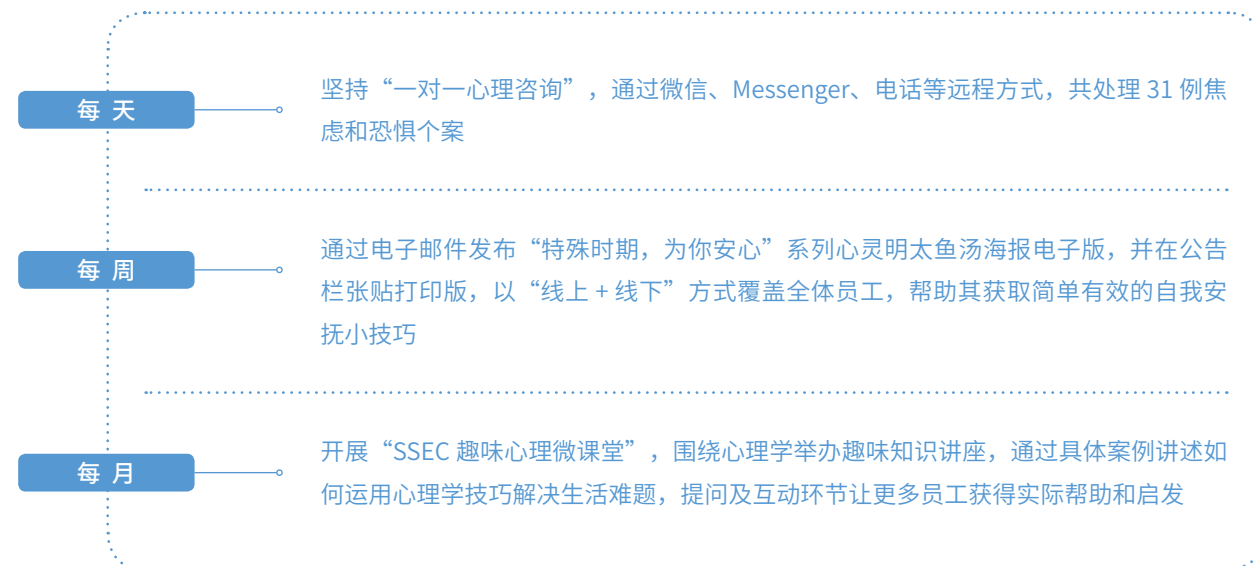 每天
坚持“一对一心理咨询”，通过微信、Messenger、电话等远程方式，共处理 31 例焦
虑和恐惧个案
每周
通过电子邮件发布“特殊时期，为你安心”系列心灵明太鱼汤海报电子版，并在公告
栏张贴打印版，以“线上 + 线下”方式覆盖全体员工，帮助其获取简单有效的自我安
抚小技巧
每月
开展“SSEC 趣味心理微课堂”，围绕心理学举办趣味知识讲座，通过具体案例讲述如
何运用心理学技巧解决生活难题，提问及互动环节让更多员工获得实际帮助和启发